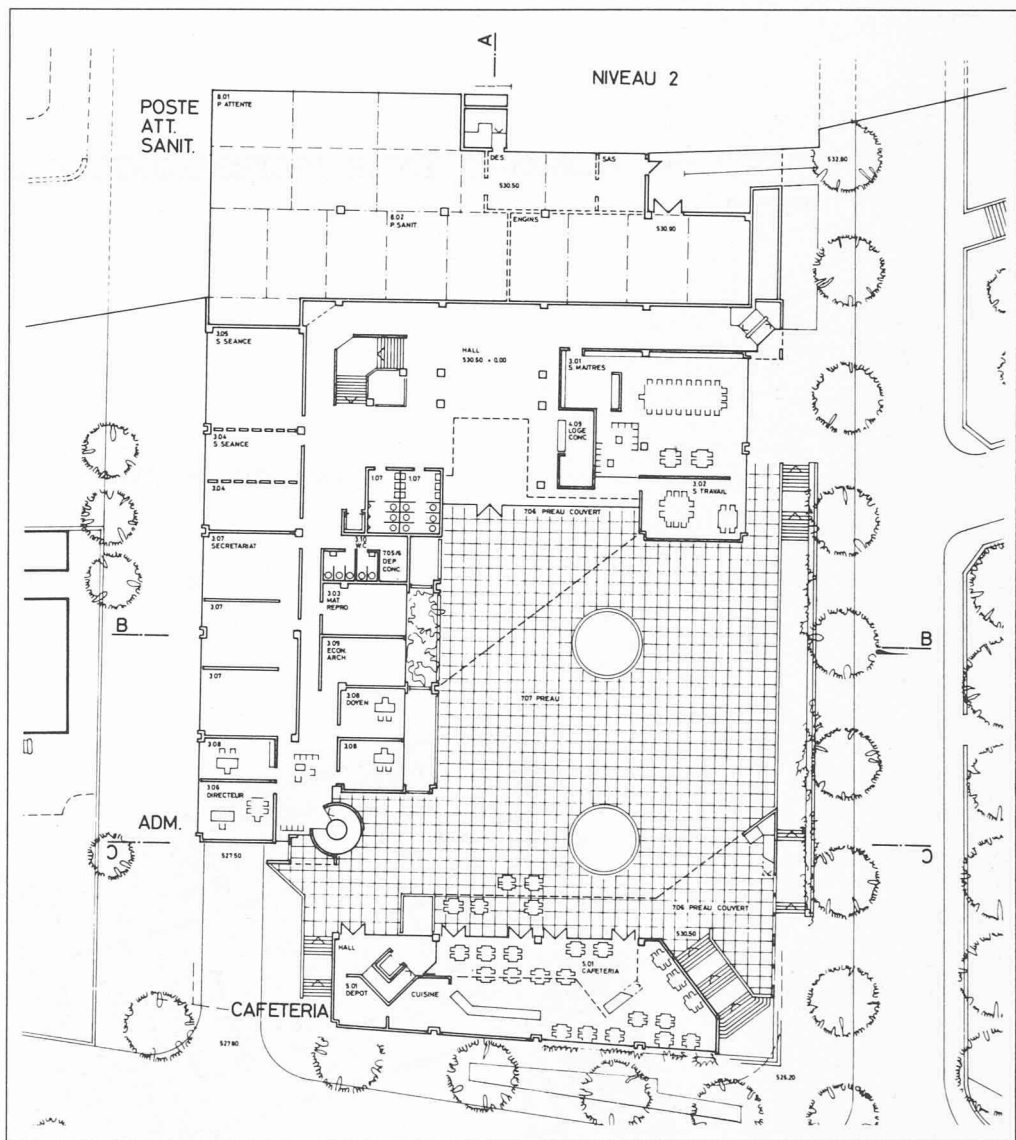 A
NIVEAU 2
POSTE
ATT.
SANIT.
8.01
P ATTENTE
DES.
SAS
530.50
532.80
8.02
P SANIT
ENGINS
530.90
3.05
S SEANCE
HALL
530.50 = 0.00
3.01
S. MAITRES
3.04
S SEANCE
4.09
LOGE
CONC
3.04
1.07
1.07
3.02
S TRAVAIL
706 PREAU COUVERT
3.07
SECRETARIAT
3.10
W.C.
7.05/6
DEP
CONC
3.03
MAT
REPRO
3.07
B
B
3.09
ECON.
ARCH.
3.07
3.08
DOYEN
707 PREAU
3.08
3.08
3.06
DIRECTEUR
ADM.
C
C
527.50
706 PREAU COUVERT
530.50
HALL
5.01
DEPOT
CUISINE
5.01
CAFETERIA
CAFETERIA
527.80
526.20